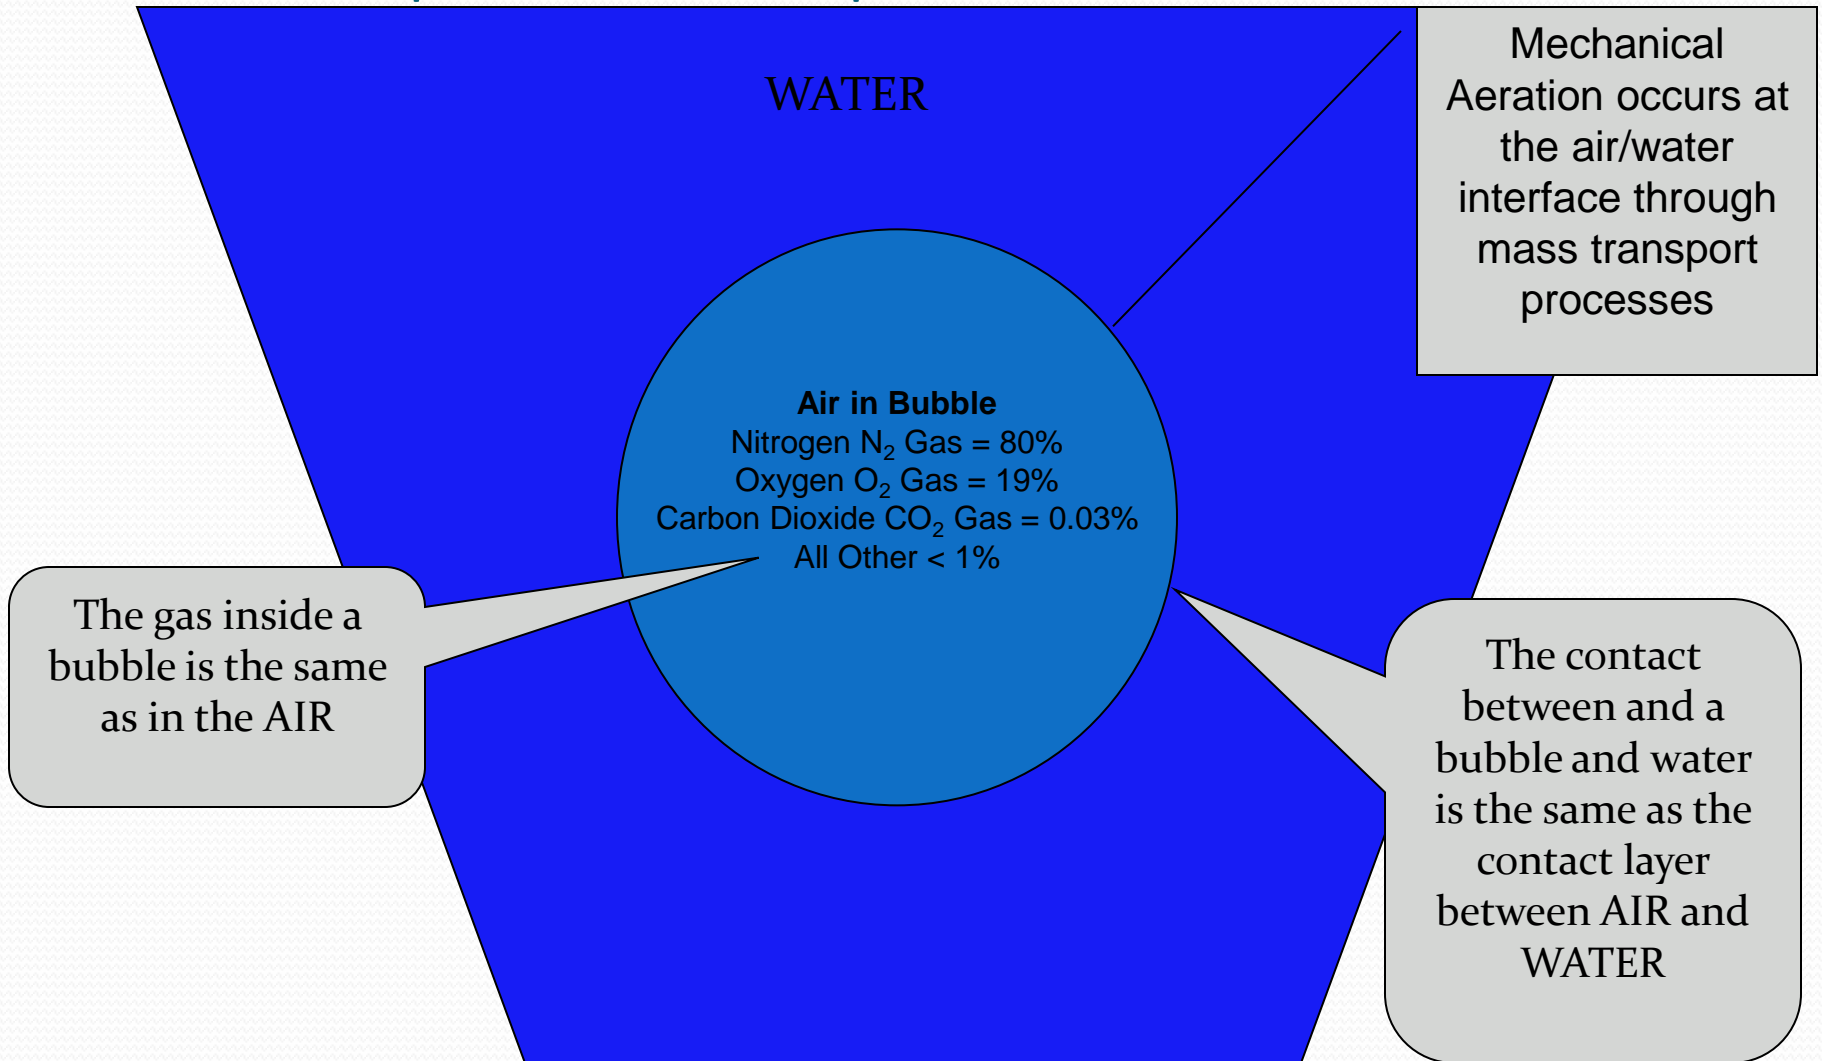 WATER
Mechanical
Aeration occurs at
the air/water
interface through
mass transport
processes
Air in Bubble
Nitrogen N₂ Gas = 80%
Oxygen O₂ Gas = 19%
Carbon Dioxide CO₂ Gas = 0.03%
All Other < 1%
The gas inside a
bubble is the same
as in the AIR
The contact
between and a
bubble and water
is the same as the
contact layer
between AIR and
WATER